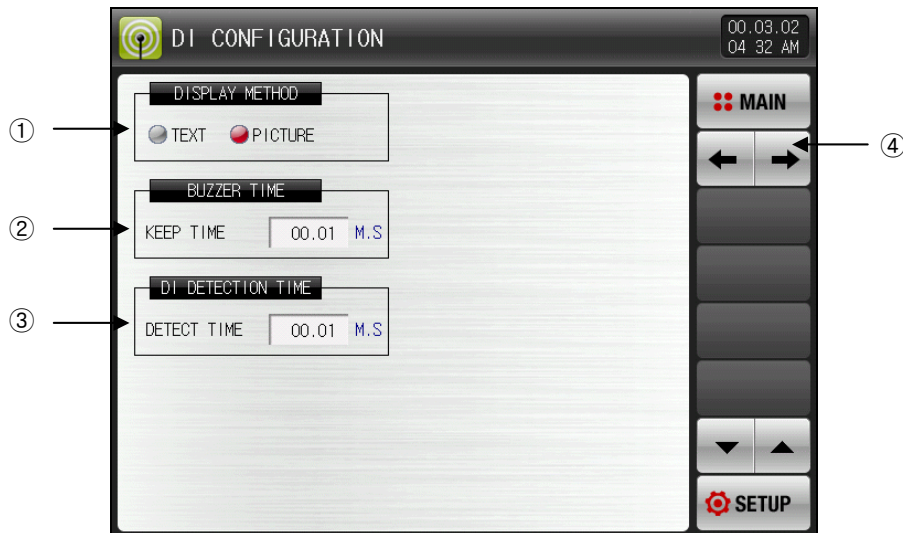 DI CONFIGURATION
00.03.02
04 32 AM
DISPLAY METHOD
① TEXT PICTURE
BUZZER TIME
② KEEP TIME 00.01 M.S
DI DETECTION TIME
③ DETECT TIME 00.01 M.S
MAIN
④
SETUP